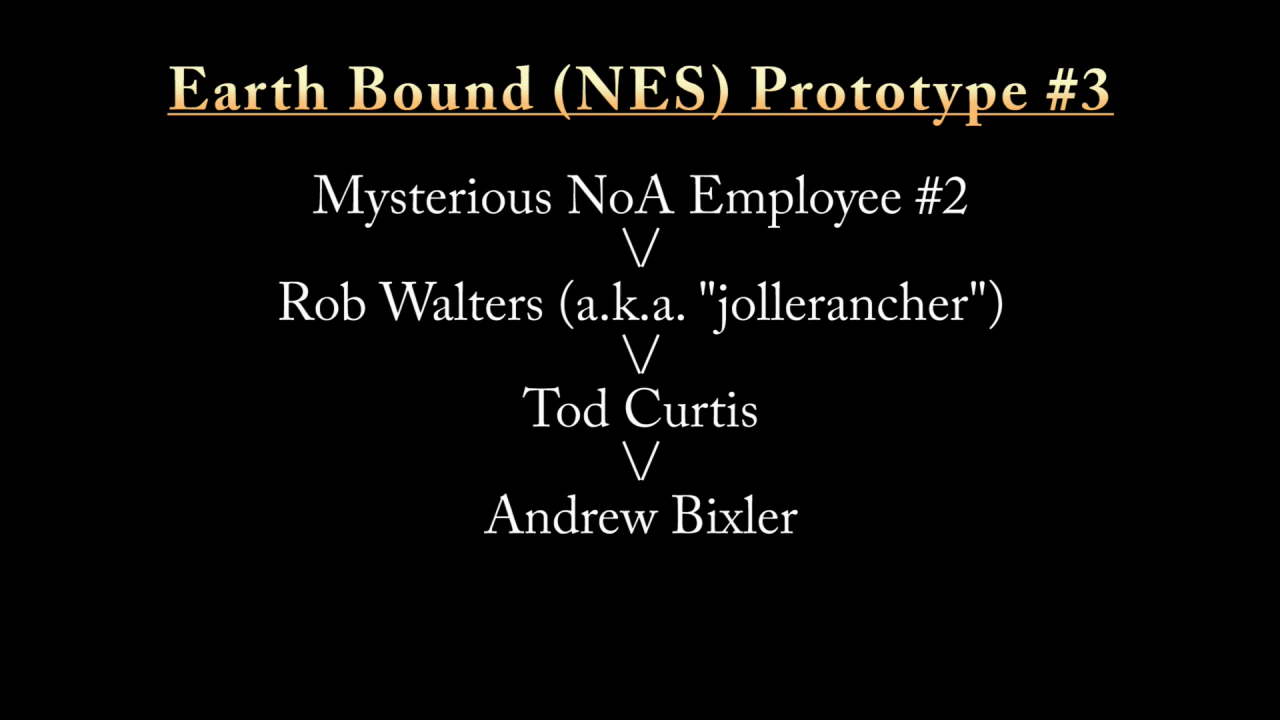 Earth Bound (NES) Prototype #3
Mysterious NoA Employee #2
\/
Rob Walters (a.k.a. "jollerancher")
\/
Tod Curtis
\/
Andrew Bixler